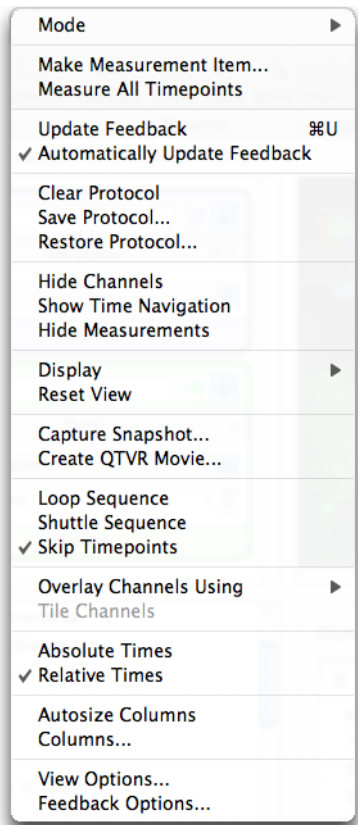 Mode
Make Measurement Item...
Measure All Timepoints
Update Feedback ⌘U
✓ Automatically Update Feedback
Clear Protocol
Save Protocol...
Restore Protocol...
Hide Channels
Show Time Navigation
Hide Measurements
Display
Reset View
Capture Snapshot...
Create QTVR Movie...
Loop Sequence
Shuttle Sequence
✓ Skip Timepoints
Overlay Channels Using
Tile Channels
Absolute Times
✓ Relative Times
Autosize Columns
Columns...
View Options...
Feedback Options...